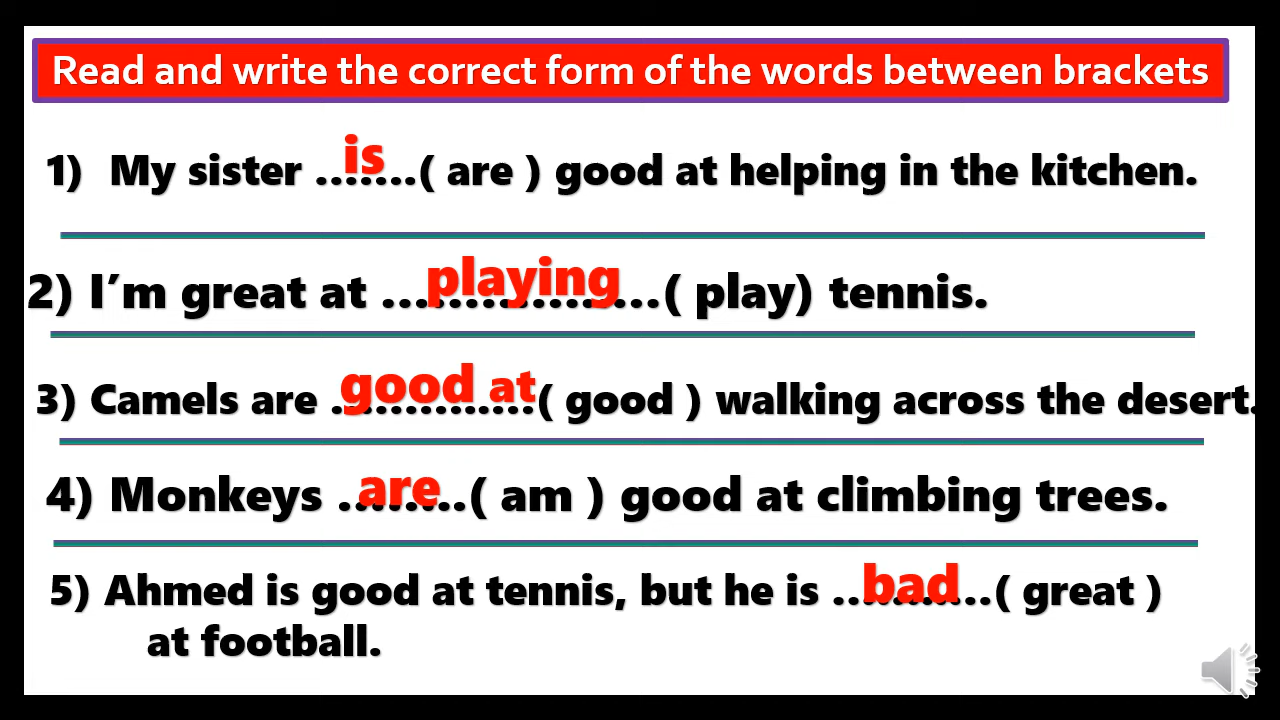 Read and write the correct form of the words between brackets
1) My sister ..is.....( are ) good at helping in the kitchen.
2) I’m great at ...playing...............( play) tennis.
3) Camels are .good at.............( good ) walking across the desert.
4) Monkeys .are.......( am ) good at climbing trees.
5) Ahmed is good at tennis, but he is ..bad.........( great )
at football.